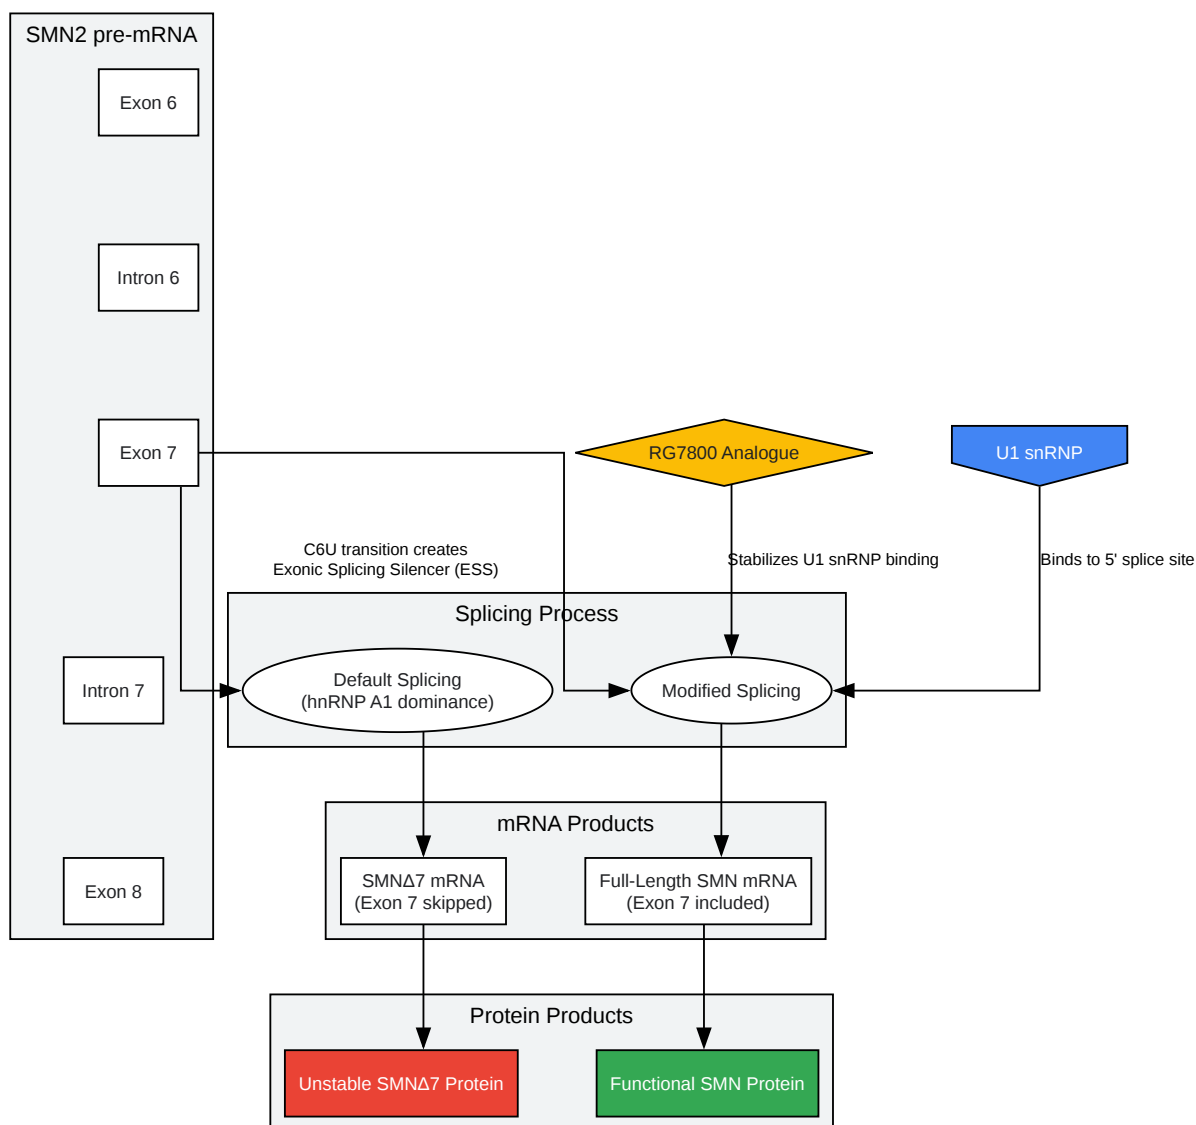 SMN2 pre-mRNA
Exon 6
Intron 6
Exon 7
RG7800 Analogue
U1 snRNP
C6U transition creates
Exonic Splicing Silencer (ESS)
Stabilizes U1 snRNP binding
Binds to 5' splice site
Splicing Process
Intron 7
Default Splicing
(hnRNP A1 dominance)
Modified Splicing
mRNA Products
Exon 8
SMNΔ7 mRNA
(Exon 7 skipped)
Full-Length SMN mRNA
(Exon 7 included)
Protein Products
Unstable SMNΔ7 Protein
Functional SMN Protein